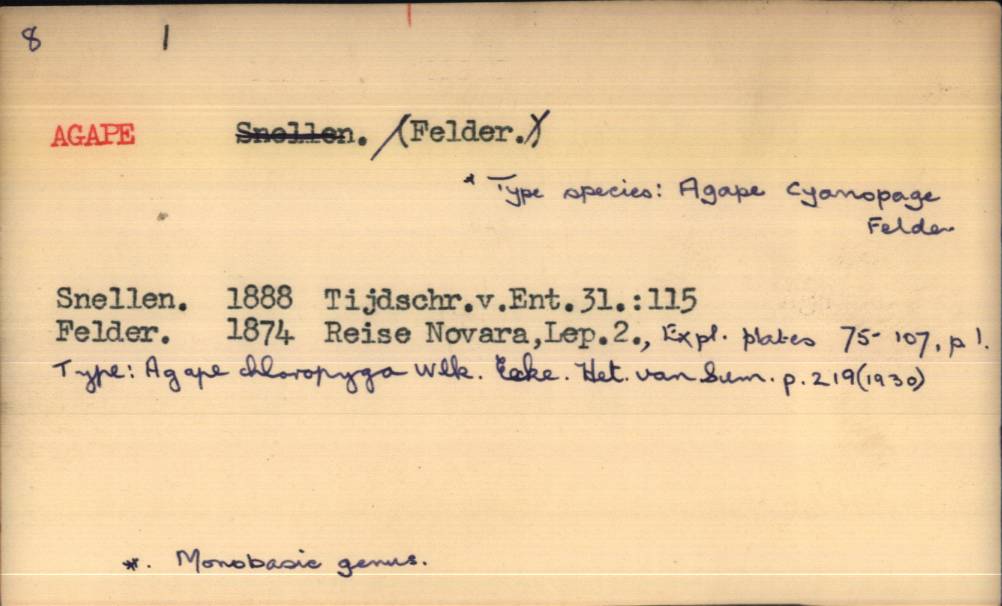 8 1
AGAPE Snellen. /(Felder.)/
* Type species: Agape cyanopage
Felder
Snellen. 1888 Tijdschr.v.Ent.31.:115
Felder. 1874 Reise Novara,Lep.2., Expl. plates 75-107, p 1.
Type: Agape chloropyga Wlk. Ecke. Het. van Sum. p. 219(1930)
*. Monobasic genus.